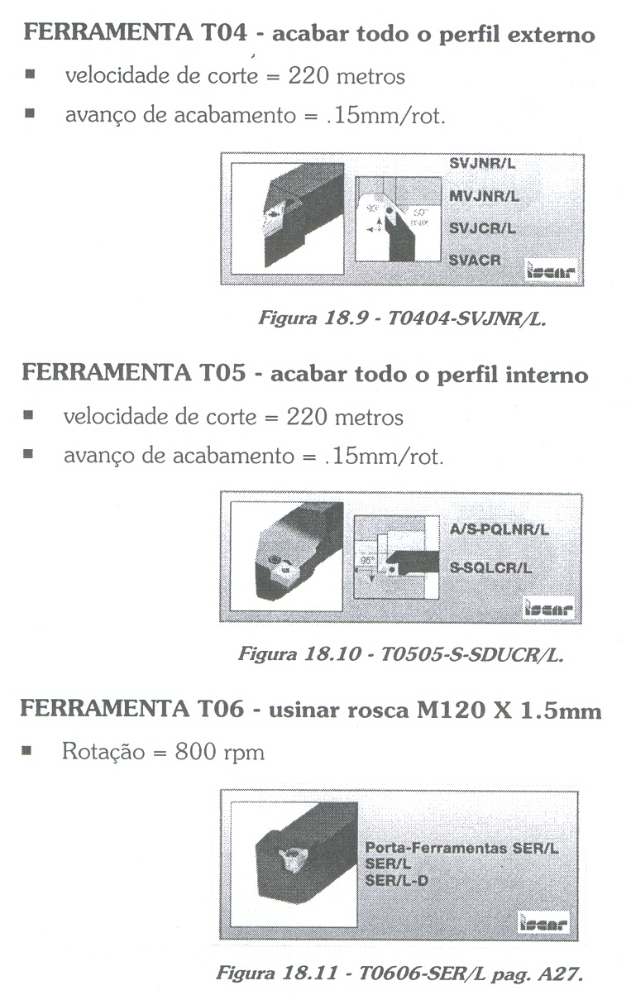 FERRAMENTA T04 - acabar todo o perfil externo
▪ velocidade de corte = 220 metros
▪ avanço de acabamento = .15mm/rot.
SVJNR/L
MVJNR/L
SVJCR/L
SVACR
93°
60°
max
iscar
Figura 18.9 - T0404-SVJNR/L.
FERRAMENTA T05 - acabar todo o perfil interno
▪ velocidade de corte = 220 metros
▪ avanço de acabamento = .15mm/rot.
A/S-PQLNR/L
S-SQLCR/L
95°
iscar
Figura 18.10 - T0505-S-SDUCR/L.
FERRAMENTA T06 - usinar rosca M120 X 1.5mm
▪ Rotação = 800 rpm
Porta-Ferramentas SER/L
SER/L
SER/L-D
iscar
Figura 18.11 - T0606-SER/L pag. A27.